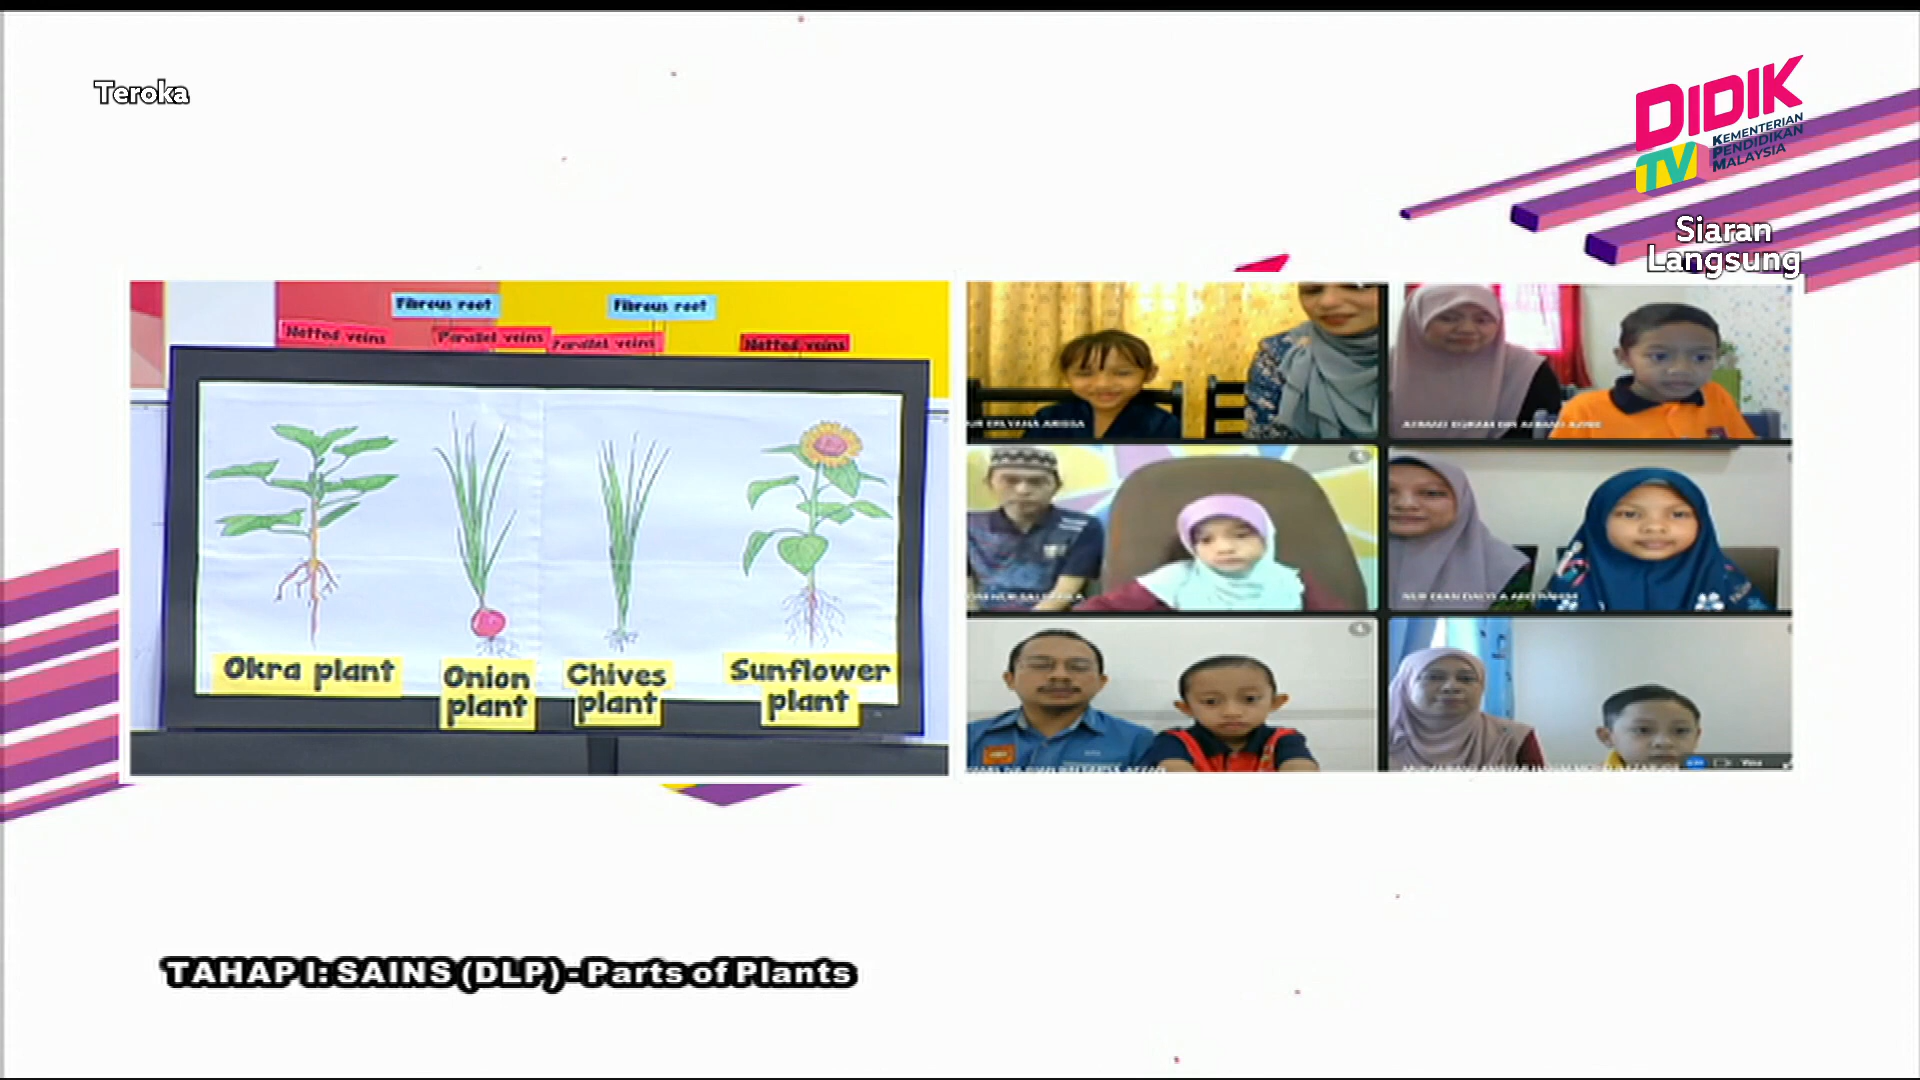 Teroka
DIDIK
TV
KEMENTERIAN
PENDIDIKAN
MALAYSIA
Siaran
Langsung
Fibrous root
Fibrous root
Netted veins
Parallel veins
Parallel veins
Netted veins
Okra plant
Onion
plant
Chives
plant
Sunflower
plant
TAHAP I: SAINS (DLP) - Parts of Plants